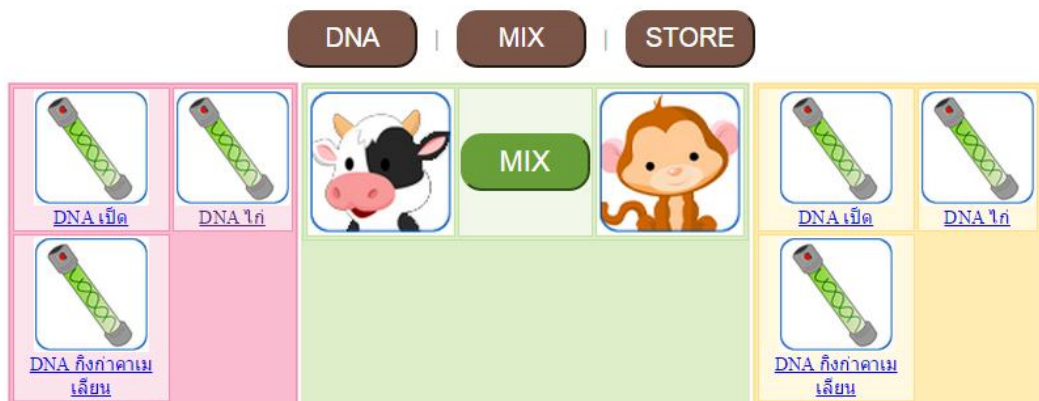 DNA | MIX | STORE
DNA เป็ด
DNA ไก่
DNA กิ้งก่าคาเม
เลี่ยน
MIX
DNA เป็ด
DNA ไก่
DNA กิ้งก่าคาเม
เลี่ยน